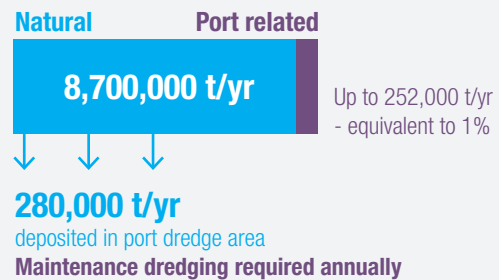 Natural Port related
8,700,000 t/yr
Up to 252,000 t/yr
- equivalent to 1%
280,000 t/yr
deposited in port dredge area
Maintenance dredging required annually